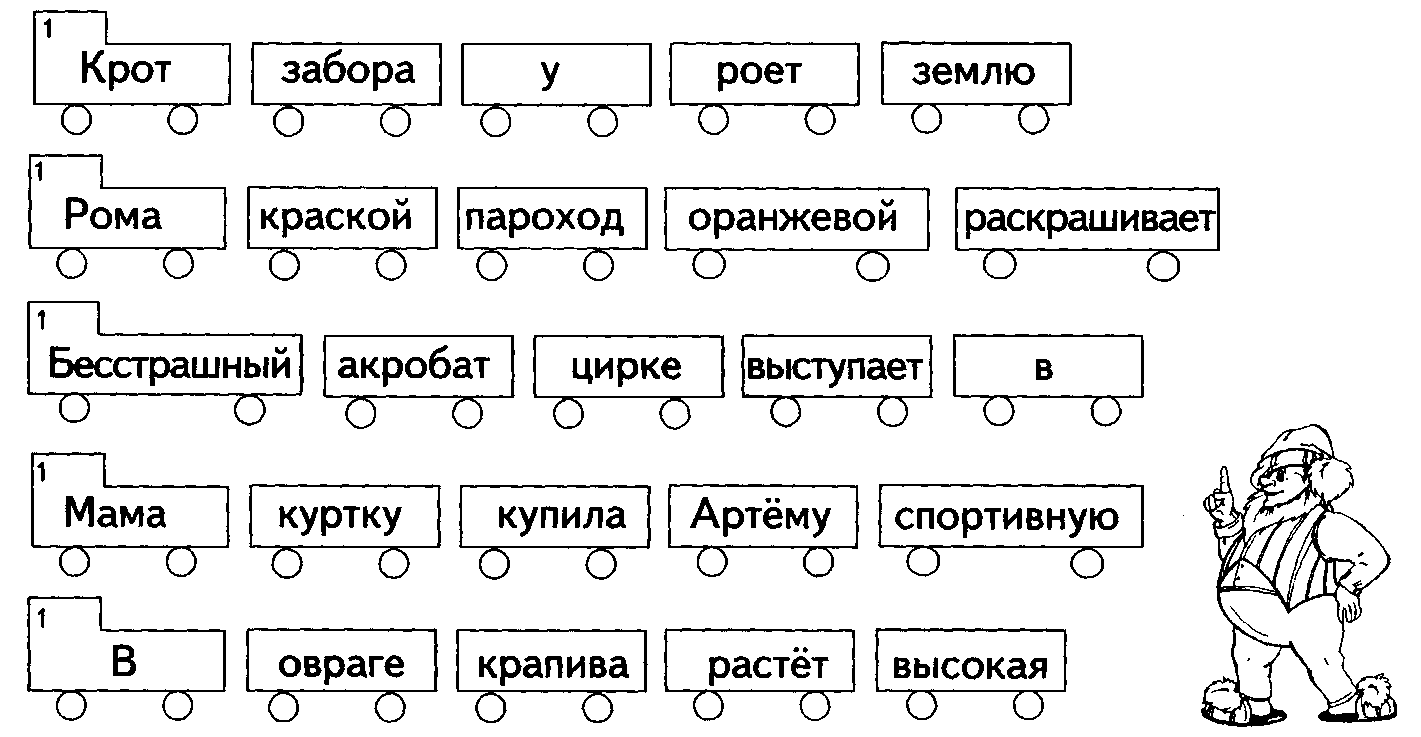 1
Крот забора у роет землю
1
Рома краской пароход оранжевой раскрашивает
1
Бесстрашный акробат цирке выступает в
1
Мама куртку купила Артёму спортивную
1
В овраге крапива растёт высокая